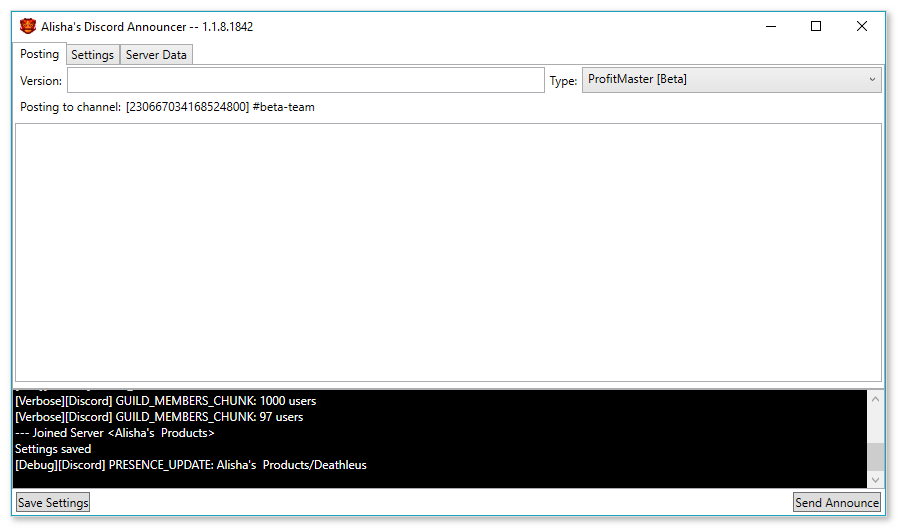 Alisha's Discord Announcer -- 1.1.8.1842
Posting Settings Server Data
Version: Type: ProfitMaster [Beta]
Posting to channel: [230667034168524800] #beta-team
[Verbose][Discord] GUILD_MEMBERS_CHUNK: 1000 users
[Verbose][Discord] GUILD_MEMBERS_CHUNK: 97 users
--- Joined Server <Alisha's  Products>
Settings saved
[Debug][Discord] PRESENCE_UPDATE: Alisha's  Products/Deathleus
Save Settings Send Announce